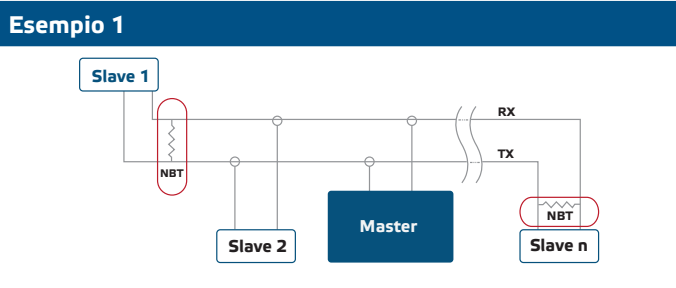 Esempio 1
Slave 1
RX
TX
NBT
NBT
Master
Slave 2
Slave n